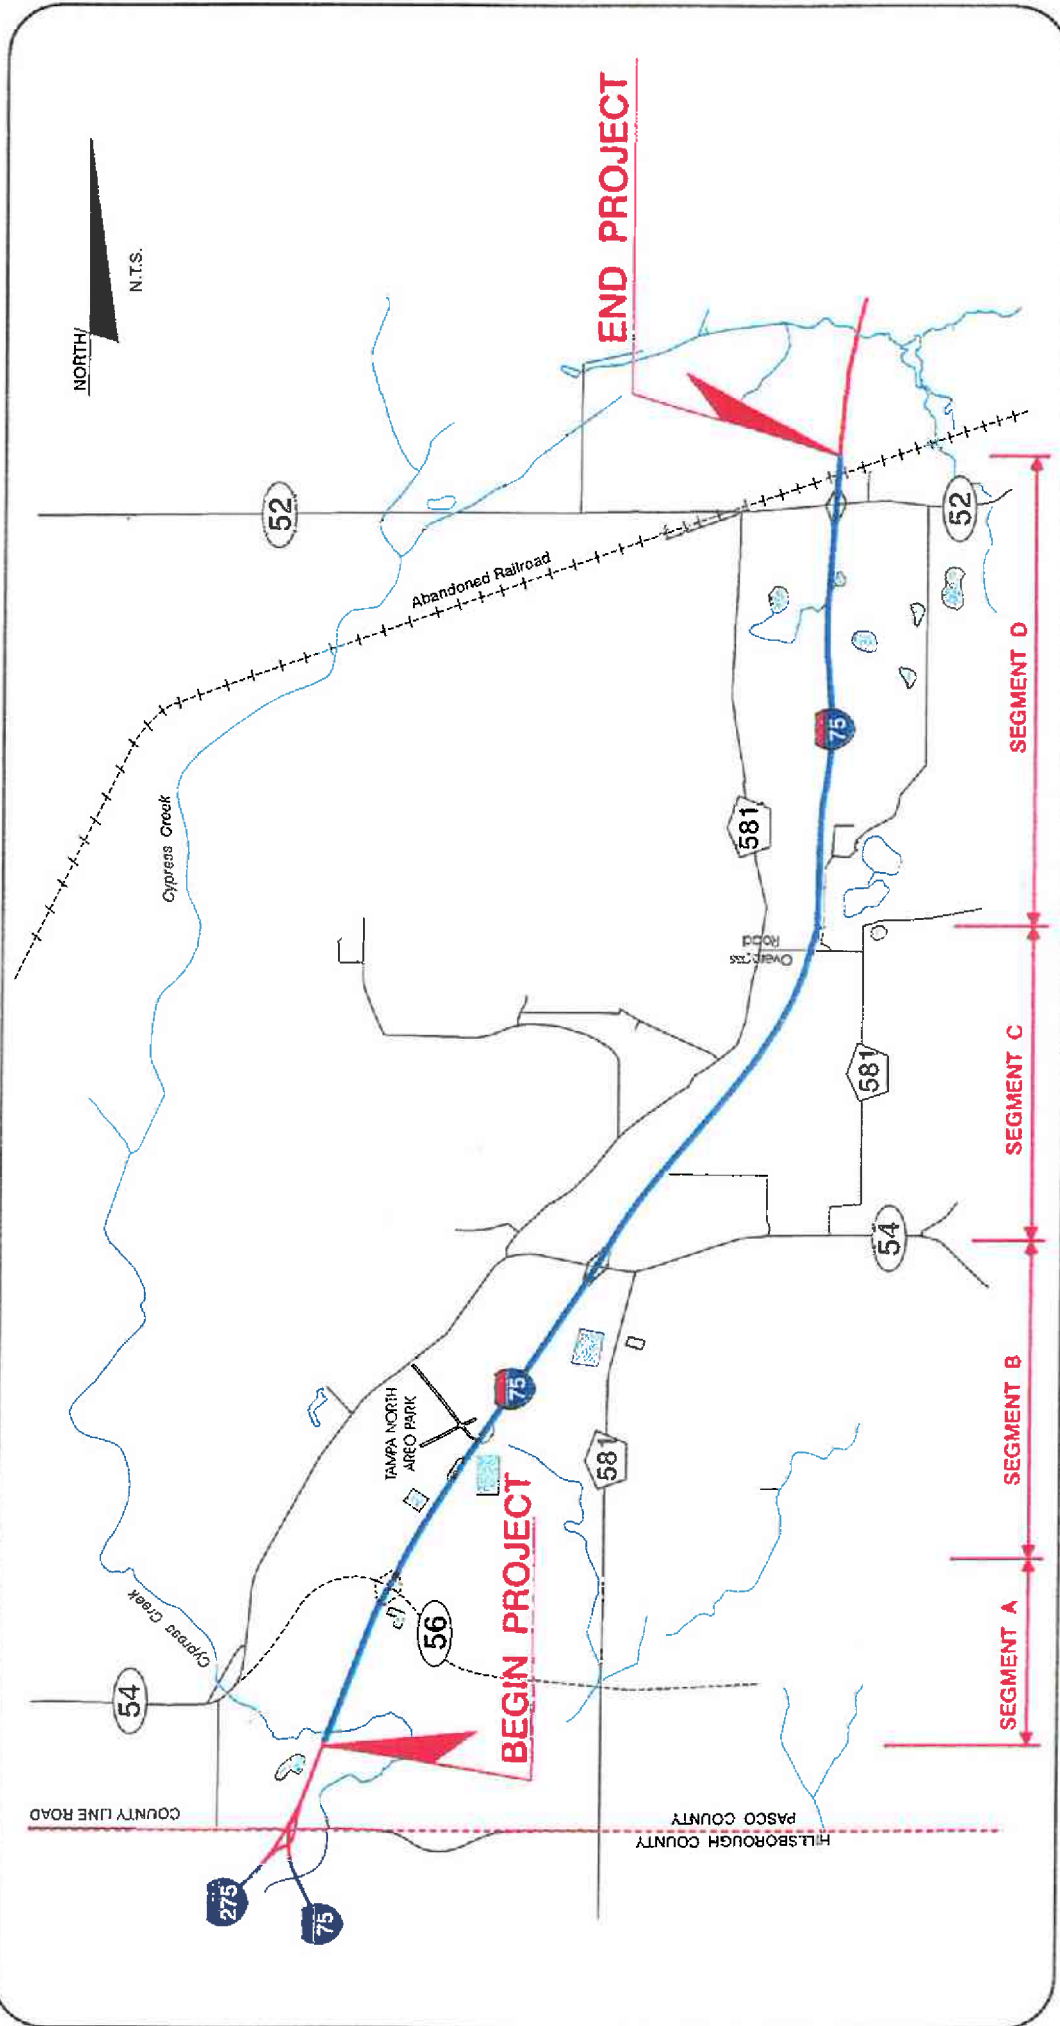 NORTH
N.T.S.
END PROJECT
52
52
Abandoned Railroad
Cypress Creek
75
581
SEGMENT D
Overpass
Road
581
SEGMENT C
54
75
TAMPA NORTH
AREO PARK
581
SEGMENT B
BEGIN PROJECT
56
Cypress Creek
54
SEGMENT A
COUNTY LINE ROAD
PASCO COUNTY
HILLSBOROUGH COUNTY
275
75